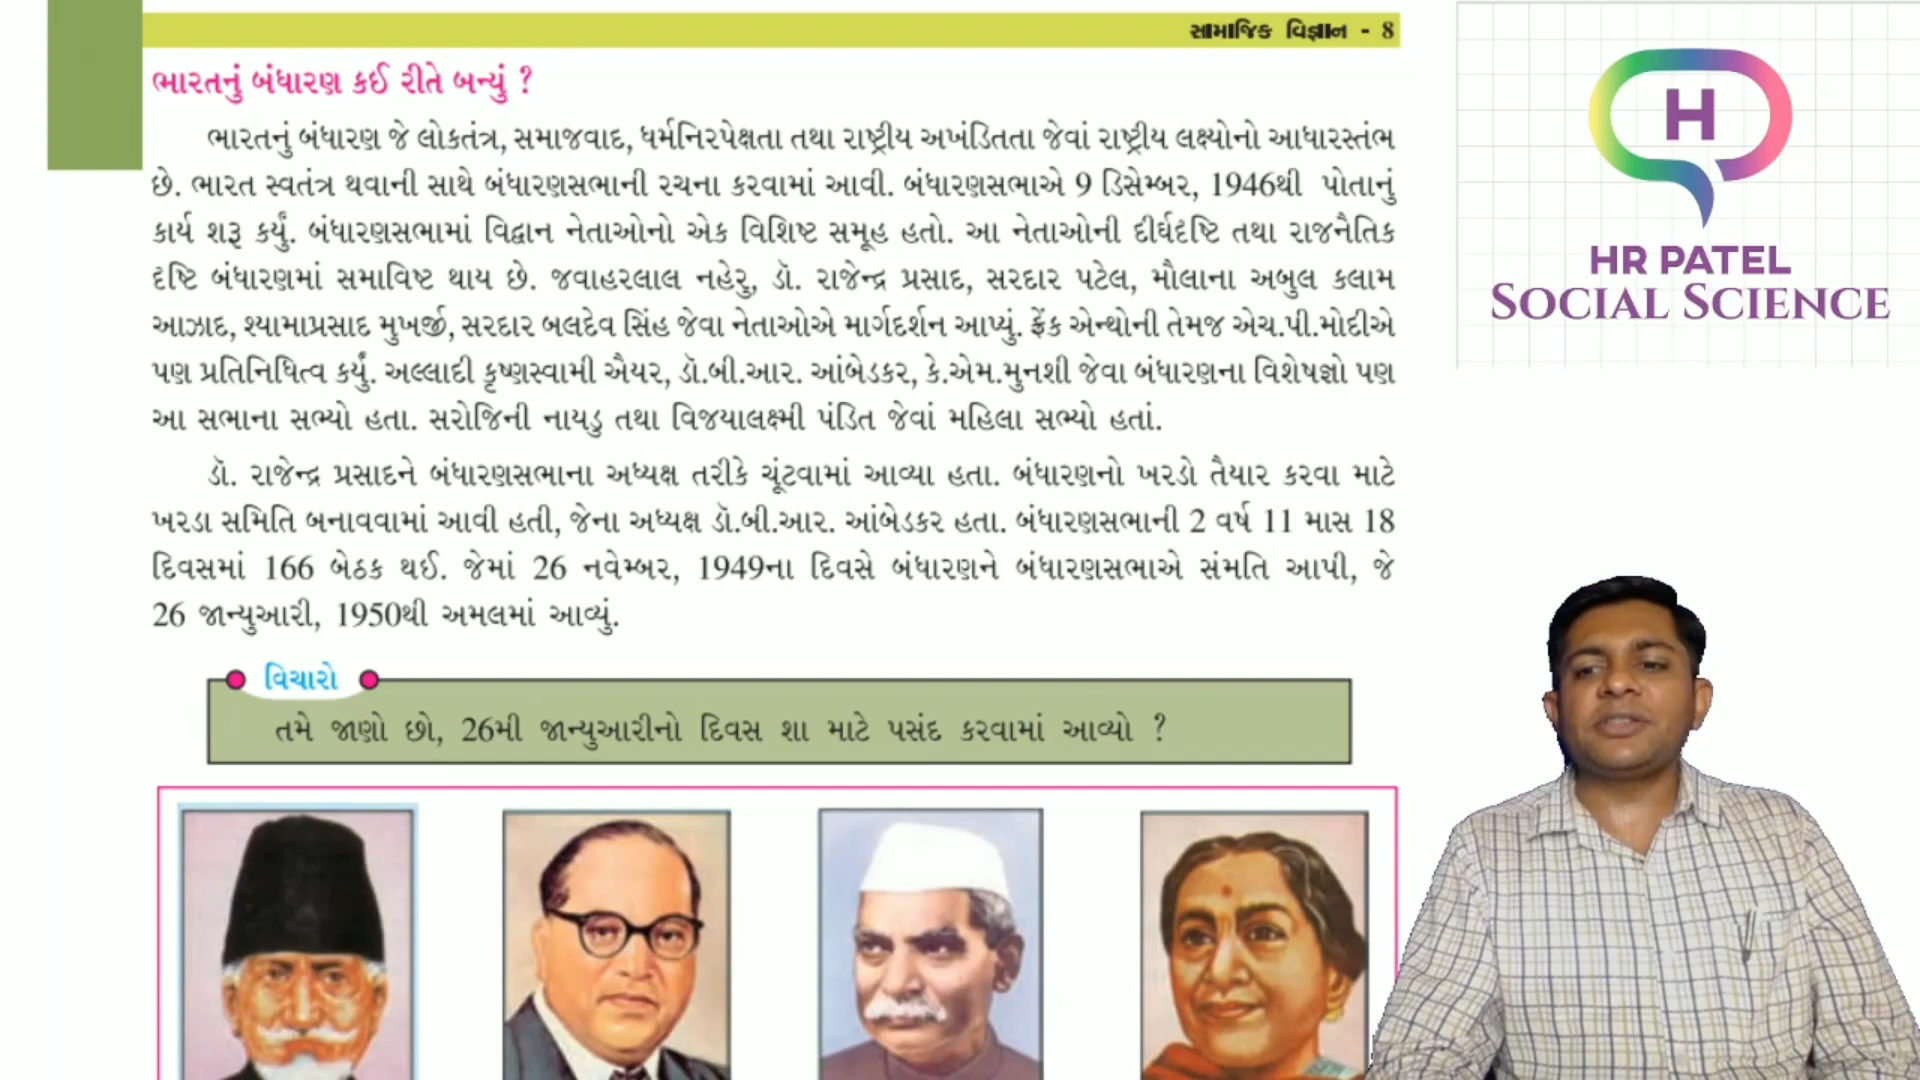 સામાજિક વિજ્ઞાન - 8
ભારતનું બંધારણ કઈ રીતે બન્યું ?
ભારતનું બંધારણ જે લોકતંત્ર, સમાજવાદ, ધર્મનિરપેક્ષતા તથા રાષ્ટ્રીય અખંડિતતા જેવાં રાષ્ટ્રીય લક્ષ્યોનો આધારસ્તંભ
છે. ભારત સ્વતંત્ર થવાની સાથે બંધારણસભાની રચના કરવામાં આવી. બંધારણસભાએ 9 ડિસેમ્બર, 1946થી પોતાનું
કાર્ય શરૂ કર્યું. બંધારણસભામાં વિદ્વાન નેતાઓનો એક વિશિષ્ટ સમૂહ હતો. આ નેતાઓની દીર્ઘદૃષ્ટિ તથા રાજનૈતિક
દૃષ્ટિ બંધારણમાં સમાવિષ્ટ થાય છે. જવાહરલાલ નહેરુ, ડૉ. રાજેન્દ્ર પ્રસાદ, સરદાર પટેલ, મૌલાના અબુલ કલામ
આઝાદ, શ્યામાપ્રસાદ મુખર્જી, સરદાર બલદેવ સિંહ જેવા નેતાઓએ માર્ગદર્શન આપ્યું. ફ્રેંક એન્થોની તેમજ એચ.પી.મોદીએ
પણ પ્રતિનિધિત્વ કર્યું. અલ્લાદી કૃષ્ણસ્વામી ઐયર, ડૉ.બી.આર. આંબેડકર, કે.એમ.મુનશી જેવા બંધારણના વિશેષજ્ઞો પણ
આ સભાના સભ્યો હતા. સરોજિની નાયડુ તથા વિજયાલક્ષ્મી પંડિત જેવાં મહિલા સભ્યો હતાં.
ડૉ. રાજેન્દ્ર પ્રસાદને બંધારણસભાના અધ્યક્ષ તરીકે ચૂંટવામાં આવ્યા હતા. બંધારણનો ખરડો તૈયાર કરવા માટે
ખરડા સમિતિ બનાવવામાં આવી હતી, જેના અધ્યક્ષ ડૉ.બી.આર. આંબેડકર હતા. બંધારણસભાની 2 વર્ષ 11 માસ 18
દિવસમાં 166 બેઠક થઈ. જેમાં 26 નવેમ્બર, 1949ના દિવસે બંધારણને બંધારણસભાએ સંમતિ આપી, જે
26 જાન્યુઆરી, 1950થી અમલમાં આવ્યું.
વિચારો
તમે જાણો છો, 26મી જાન્યુઆરીનો દિવસ શા માટે પસંદ કરવામાં આવ્યો ?
H
HR PATEL
SOCIAL SCIENCE